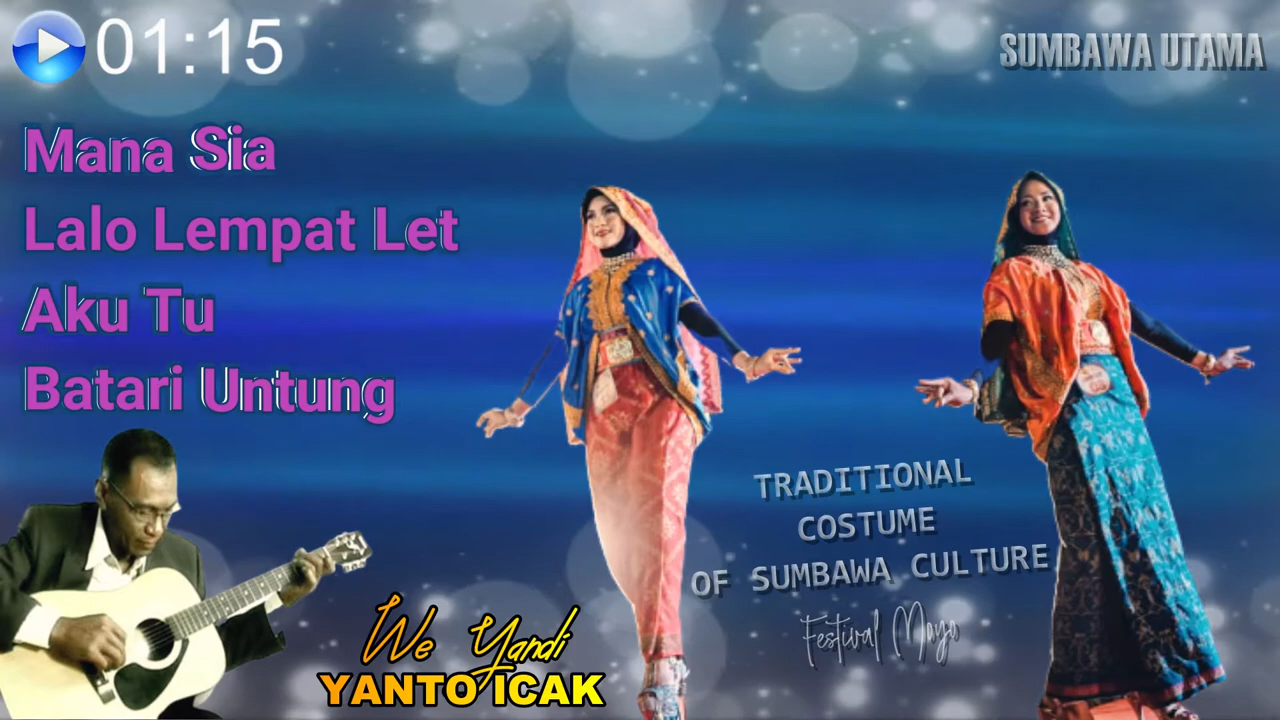 01:15
SUMBAWA UTAMA
Mana Sia
Lalo Lempat Let
Aku Tu
Batari Untung
TRADITIONAL
COSTUME
OF SUMBAWA CULTURE
Festival Moyo
We Yandi
YANTO ICAK